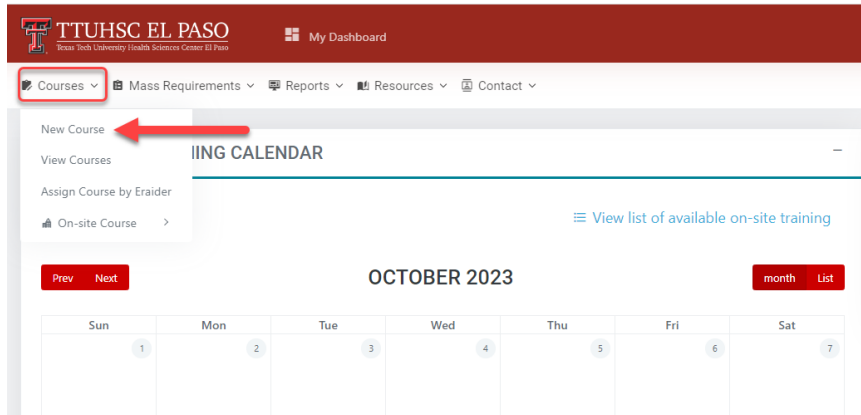 TTUHSC EL PASO
Texas Tech University Health Sciences Center El Paso
My Dashboard
Courses
Mass Requirements
Reports
Resources
Contact
New Course
View Courses
Assign Course by Eraider
On-site Course
NING CALENDAR
View list of available on-site training
Prev Next
OCTOBER 2023
month List
Sun Mon Tue Wed Thu Fri Sat
1 2 3 4 5 6 7